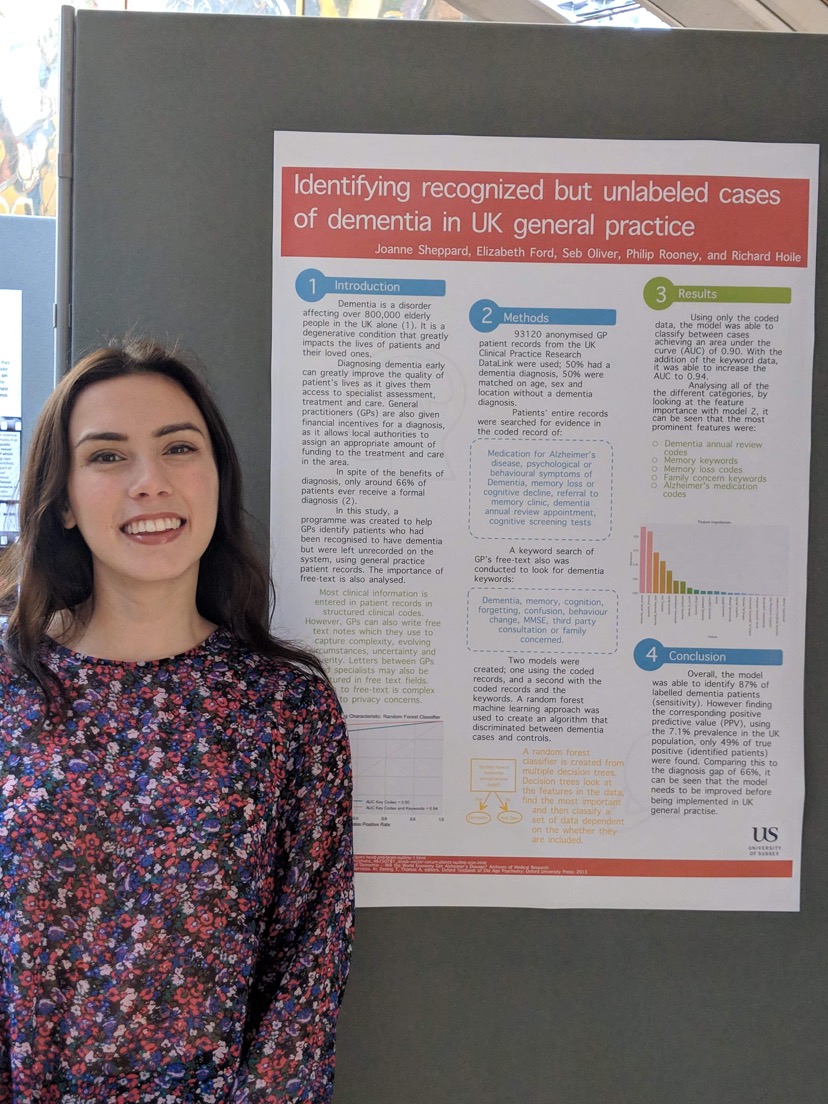 Identifying recognized but unlabeled cases
of dementia in UK general practice
Joanne Sheppard, Elizabeth Ford, Seb Oliver, Philip Rooney, and Richard Hoile
1 Introduction
Dementia is a disorder
affecting over 800,000 elderly
people in the UK alone (1). It is a
degenerative condition that greatly
impacts the lives of patients and
their loved ones.
Diagnosing dementia early
can greatly improve the quality of
patient's lives as it gives them
access to specialist assessment,
treatment and care. General
practitioners (GPs) are also given
financial incentives for a diagnosis,
as it allows local authorities to
assign an appropriate amount of
funding to the treatment and care
in the area.
In spite of the benefits of
diagnosis, only around 66% of
patients ever receive a formal
diagnosis (2).
In this study, a
programme was created to help
GPs identify patients who had
been recognised to have dementia
but were left unrecorded on the
system, using general practice
patient records. The importance of
free-text is also analysed.
Most clinical information is
entered in patient records in
structured clinical codes.
However, GPs can also write free
text notes which they use to
capture complexity, evolving
uncertainty and
Letters between GPs
specialists may also be
in free text fields.
to free-text is complex
to privacy concerns.
Characteristic: Random Forest Classifier
AUC Key Codes = 0.90
AUC Key Codes and Keywords = 0.94
Positive Rate
2 Methods
93120 anonymised GP
patient records from the UK
Clinical Practice Research
DataLink were used; 50% had a
dementia diagnosis, 50% were
matched on age, sex and
location without a dementia
diagnosis.
Patients' entire records
were searched for evidence in
the coded record of:
Medication for Alzheimer's
disease, psychological or
behavioural symptoms of
Dementia, memory loss or
cognitive decline, referral to
memory clinic, dementia
annual review appointment,
cognitive screening tests
A keyword search of
GP's free-text also was
conducted to look for dementia
keywords:
Dementia, memory, cognition,
forgetting, confusion, behaviour
change, MMSE, third party
consultation or family
concerned.
Two models were
created; one using the coded
records, and a second with the
coded records and the
keywords. A random forest
machine learning approach was
used to create an algorithm that
discriminated between dementia
cases and controls.
A random forest
classifier is created from
multiple decision trees.
Decision trees look at
the features in the data,
find the most important
and then classify a
set of data dependent
on the whether they
are included.
3 Results
Using only the coded
data, the model was able to
classify between cases
achieving an area under the
curve (AUC) of 0.90. With the
addition of the keyword data,
it was able to increase the
AUC to 0.94.
Analysing all of the
the different categories, by
looking at the feature
importance with model 2, it
can be seen that the most
prominent features were:
Dementia annual review
codes
Memory keywords
Memory loss codes
Family concern keywords
Alzheimer's medication
codes
4 Conclusion
Overall, the model
was able to identify 87% of
labelled dementia patients
(sensitivity). However finding
the corresponding positive
predictive value (PPV), using
the 7.1% prevalence in the UK
population, only 49% of true
positive (identified patients)
were found. Comparing this to
the diagnosis gap of 66%, it
can be seen that the model
needs to be improved before
being implemented in UK
general practise.
US
UNIVERSITY
OF SUSSEX